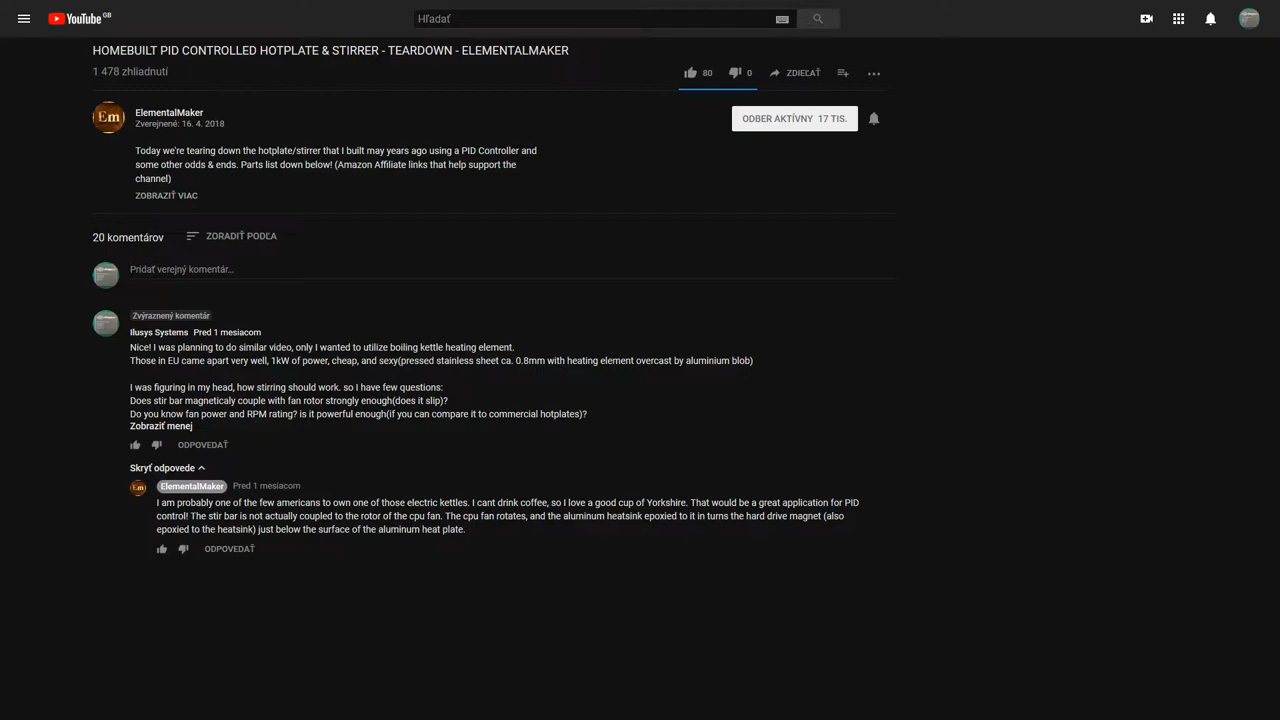 YouTube GB
Hľadať
HOMEBUILT PID CONTROLLED HOTPLATE & STIRRER - TEARDOWN - ELEMENTALMAKER
1 478 zhliadnutí
80 0 ZDIEĽAŤ
Em
ElementalMaker
Zverejnené: 16. 4. 2018
ODBER AKTÍVNY 17 TIS.
Today we're tearing down the hotplate/stirrer that I built may years ago using a PID Controller and
some other odds & ends. Parts list down below! (Amazon Affiliate links that help support the
channel)
ZOBRAZIŤ VIAC
20 komentárov ZORADIŤ PODĽA
Pridať verejný komentár...
Zvýraznený komentár
Ilusys Systems Pred 1 mesiacom
Nice! I was planning to do similar video, only I wanted to utilize boiling kettle heating element.
Those in EU came apart very well, 1kW of power, cheap, and sexy(pressed stainless sheet ca. 0.8mm with heating element overcast by aluminium blob)
I was figuring in my head, how stirring should work. so I have few questions:
Does stir bar magneticaly couple with fan rotor strongly enough(does it slip)?
Do you know fan power and RPM rating? is it powerful enough(if you can compare it to commercial hotplates)?
Zobraziť menej
ODPOVEDAŤ
Skryť odpovede
Em
ElementalMaker Pred 1 mesiacom
I am probably one of the few americans to own one of those electric kettles. I cant drink coffee, so I love a good cup of Yorkshire. That would be a great application for PID
control! The stir bar is not actually coupled to the rotor of the cpu fan. The cpu fan rotates, and the aluminum heatsink epoxied to it in turns the hard drive magnet (also
epoxied to the heatsink) just below the surface of the aluminum heat plate.
ODPOVEDAŤ